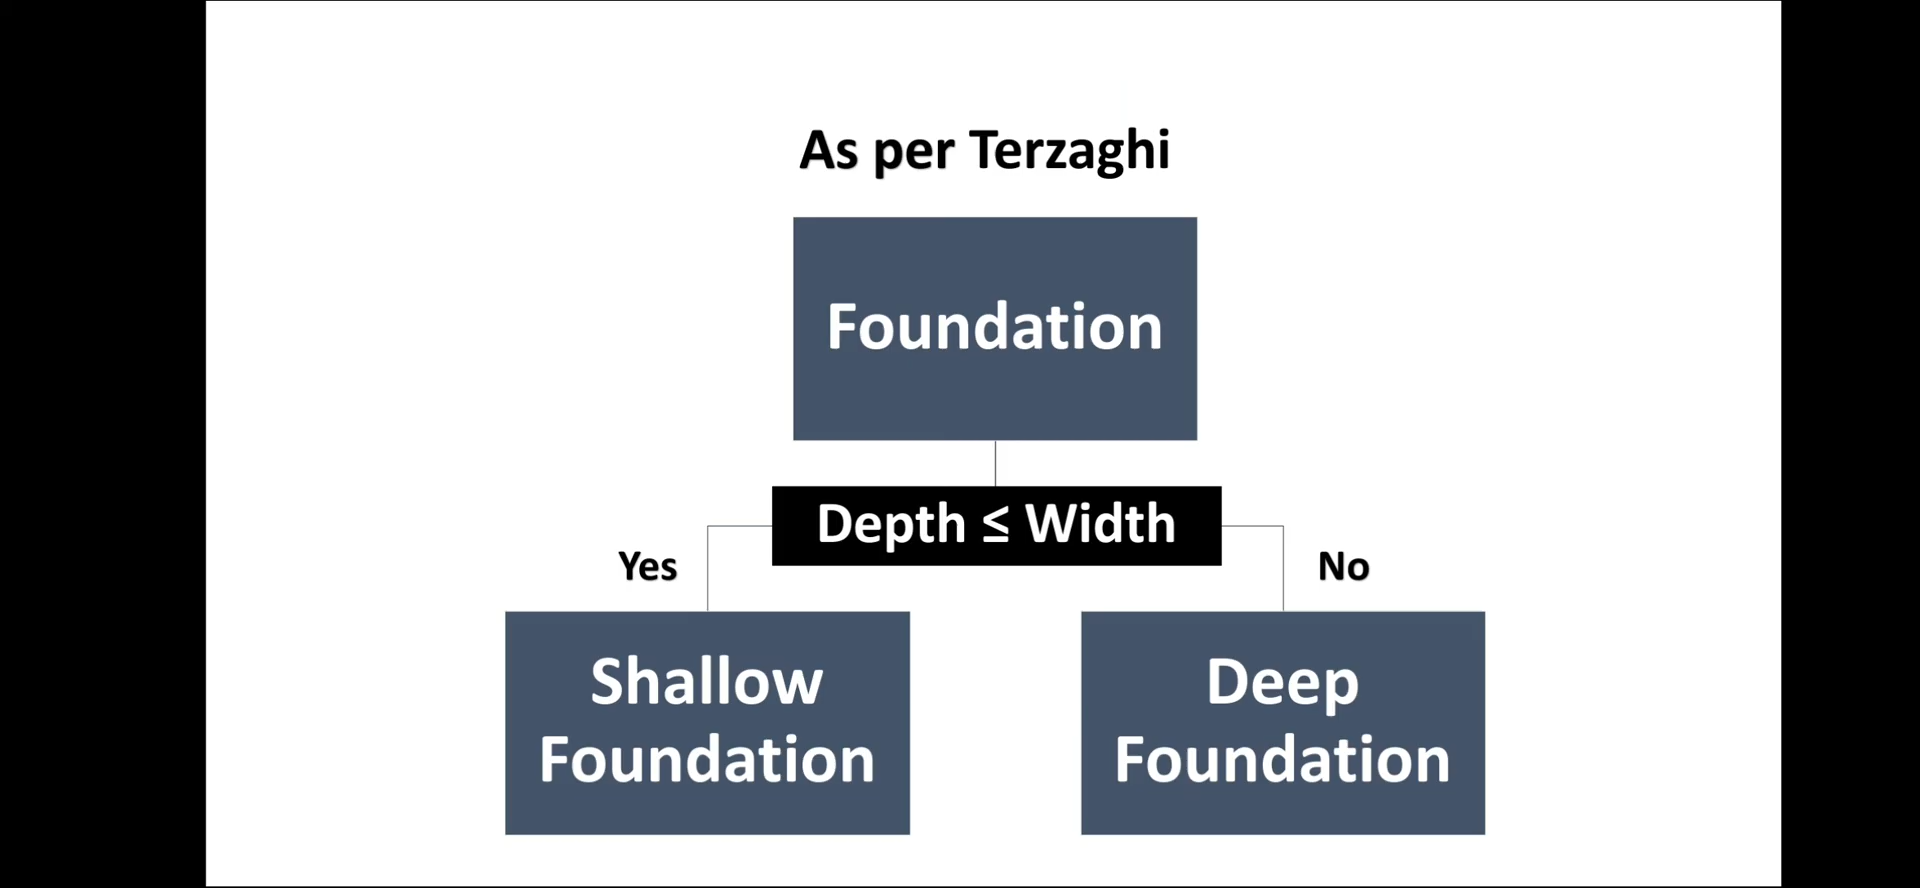 As per Terzaghi
Foundation
Depth ≤ Width
Yes
No
Shallow
Foundation
Deep
Foundation